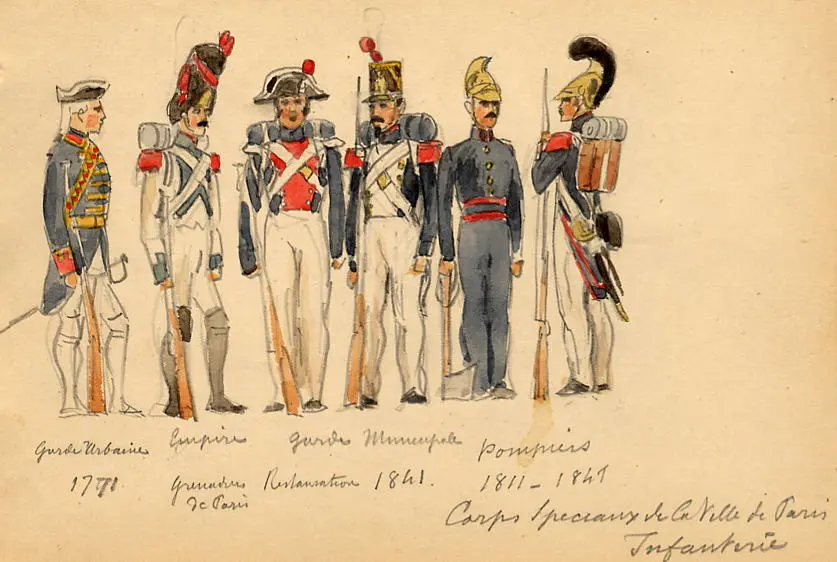 Garde Urbaine
1771
Empire
Grenadiers
de Paris
Garde Municipale
Restauration 1841.
Pompiers
1811 - 1841
Corps Speciaux de la Ville de Paris
Infanterie